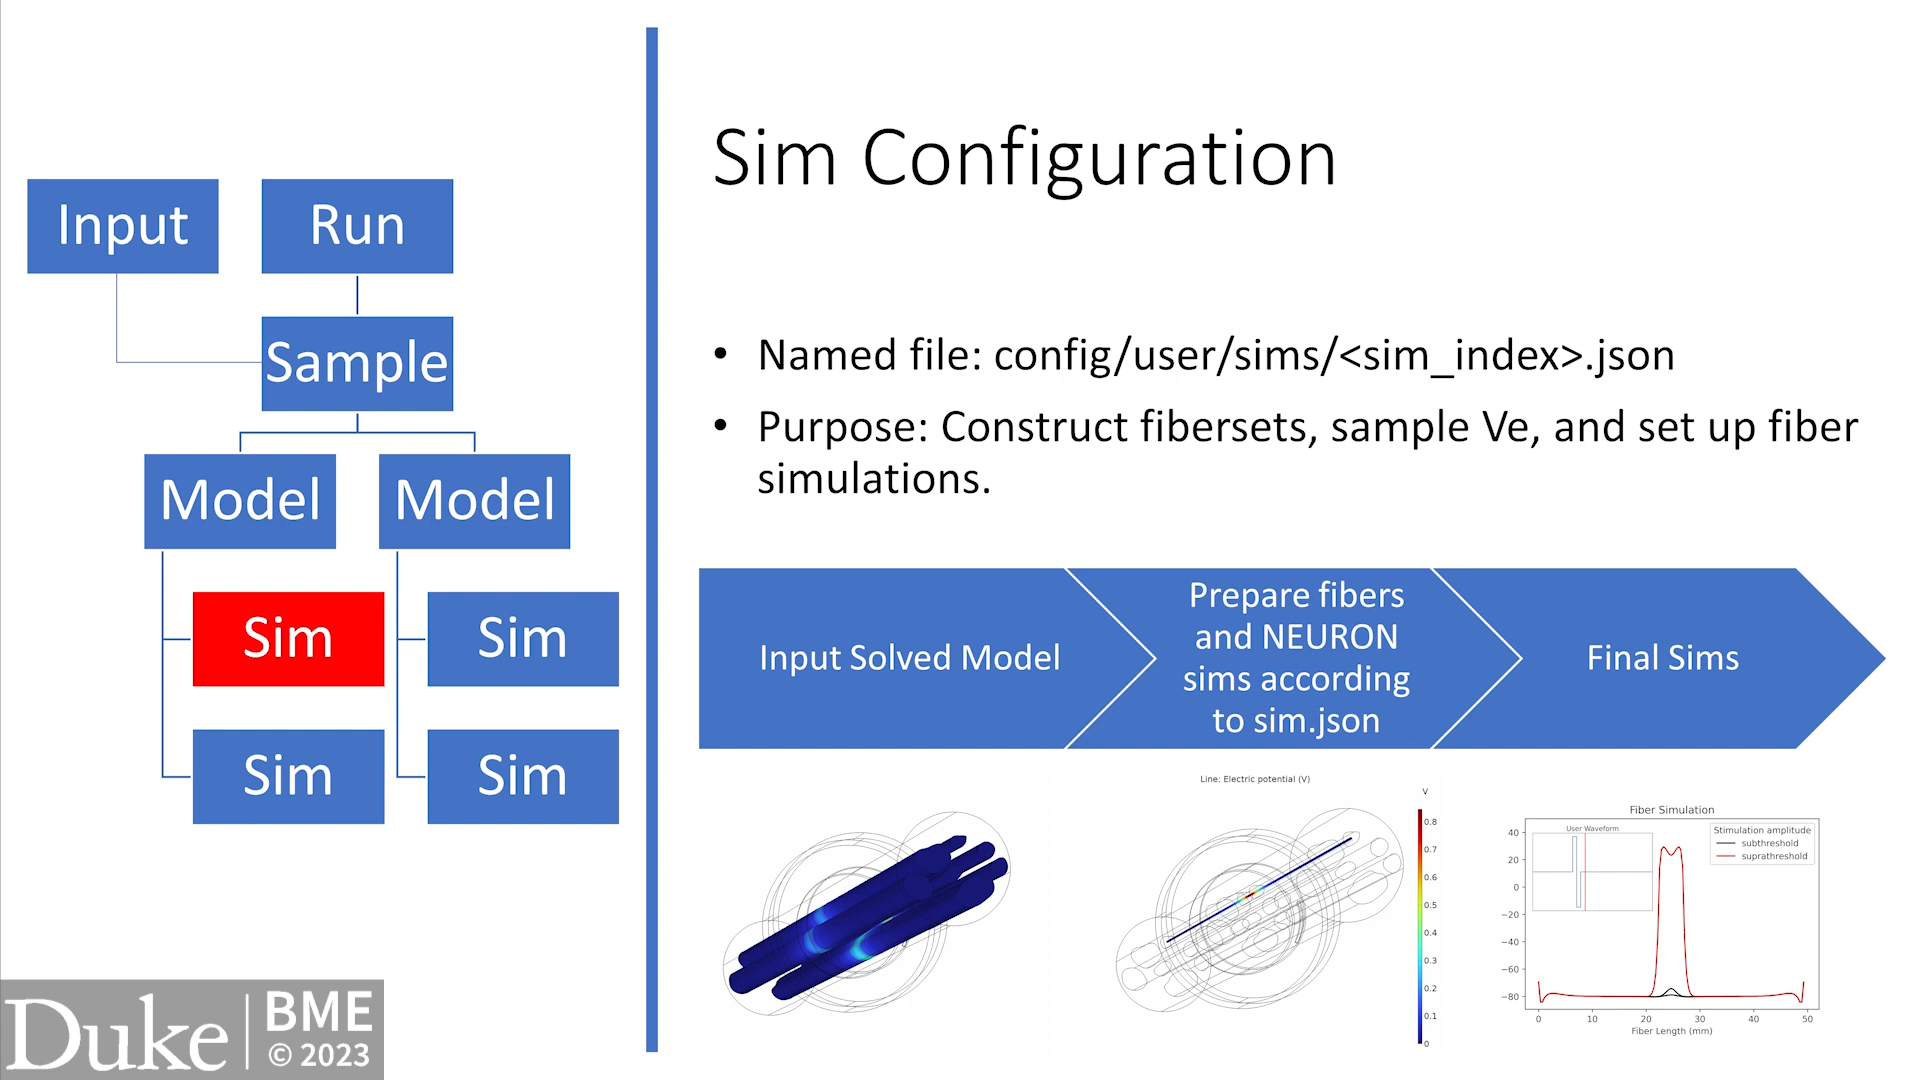 Sim Configuration
Input
Run
Sample
Model
Model
Sim
Sim
Sim
Sim
• Named file: config/user/sims/<sim_index>.json
• Purpose: Construct fibersets, sample Ve, and set up fiber
simulations.
Input Solved Model
Prepare fibers
and NEURON
sims according
to sim.json
Final Sims
Line: Electric potential (V)
V
0.8
0.7
0.6
0.5
0.4
0.3
0.2
0.1
0
Fiber Simulation
User Waveform
Stimulation amplitude
subthreshold
suprathreshold
40
20
0
−20
−40
−60
−80
0 10 20 30 40 50
Fiber Length (mm)
Duke
BME
© 2023